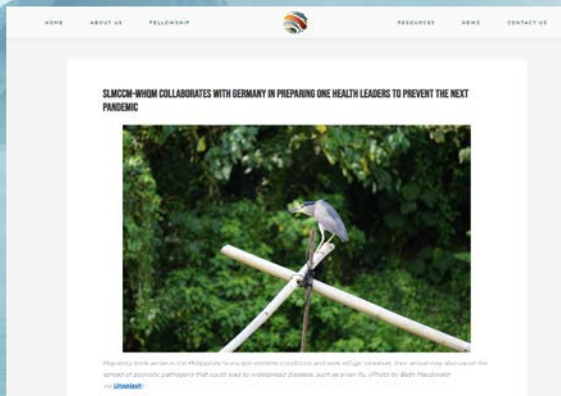 HOME ABOUT US FELLOWSHIP RESOURCES NEWS CONTACT US
SLMCCM-WHQM COLLABORATES WITH GERMANY IN PREPARING ONE HEALTH LEADERS TO PREVENT THE NEXT
PANDEMIC
Migratory birds arrive in the Philippines to escape extreme conditions and seek refuge. However, their arrival may also cause the
spread of zoonotic pathogens that could lead to widespread diseases, such as avian flu. (Photo by Beth Macdonald
via Unsplash)